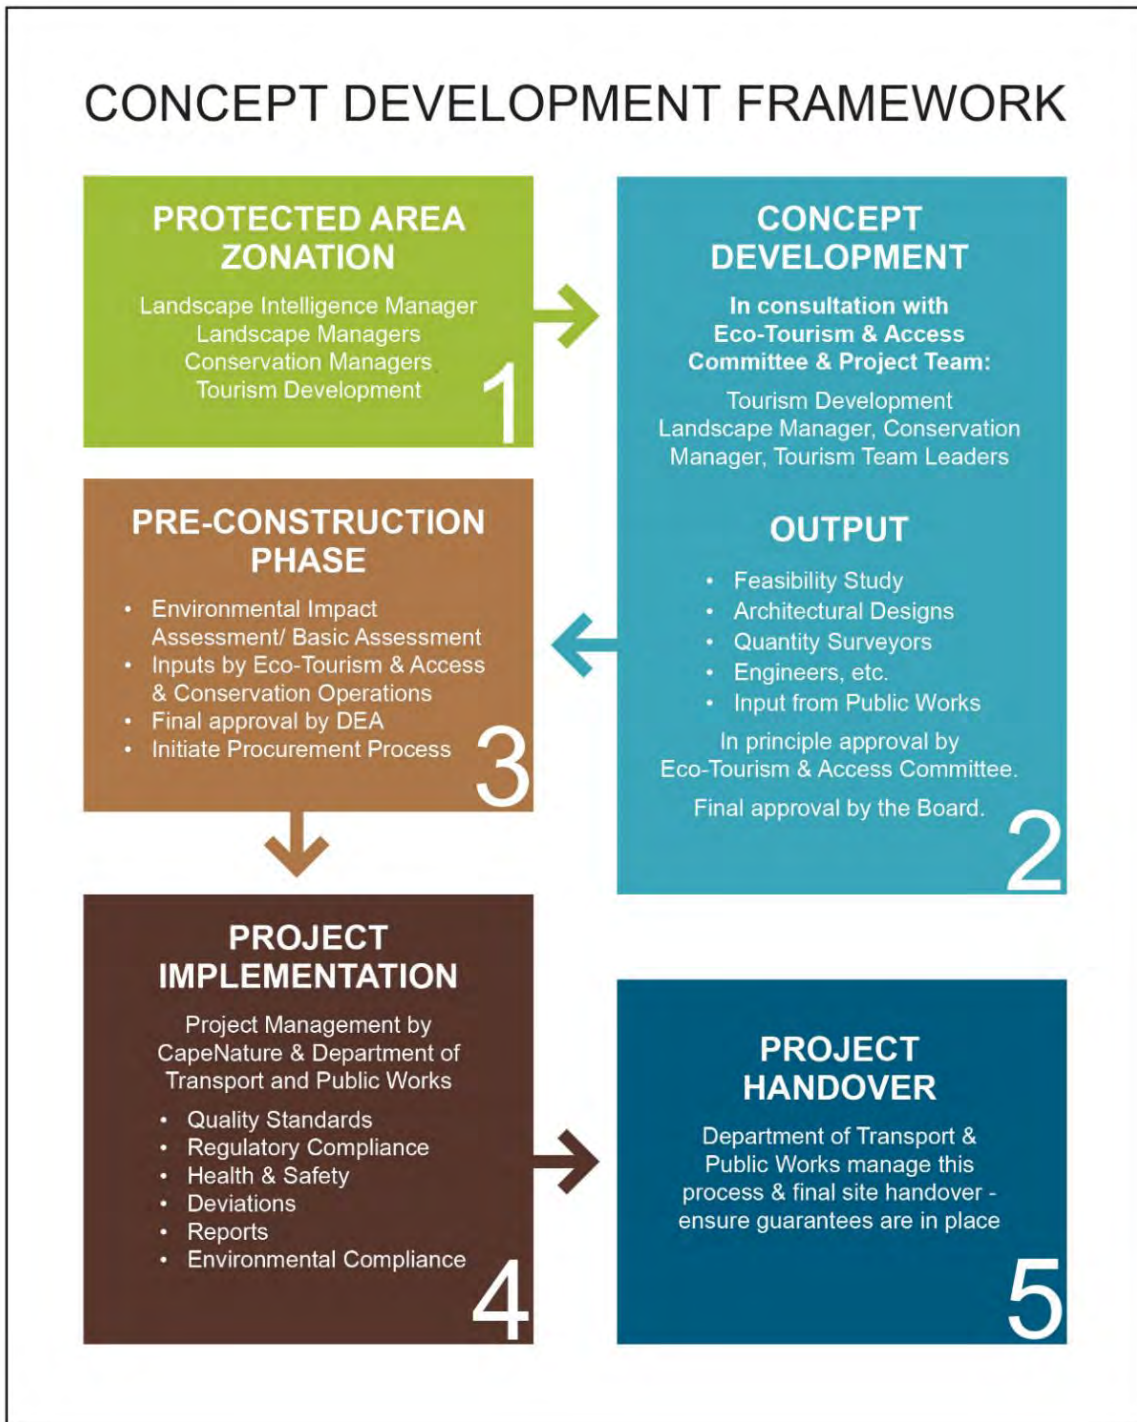 CONCEPT DEVELOPMENT FRAMEWORK
PROTECTED AREA
ZONATION
Landscape Intelligence Manager
Landscape Managers
Conservation Managers
Tourism Development
1
CONCEPT
DEVELOPMENT
In consultation with
Eco-Tourism & Access
Committee & Project Team:
Tourism Development
Landscape Manager, Conservation
Manager, Tourism Team Leaders
OUTPUT
• Feasibility Study
• Architectural Designs
• Quantity Surveyors
• Engineers, etc.
• Input from Public Works
In principle approval by
Eco-Tourism & Access Committee.
Final approval by the Board.
2
PRE-CONSTRUCTION
PHASE
• Environmental Impact
Assessment/ Basic Assessment
• Inputs by Eco-Tourism & Access
& Conservation Operations
• Final approval by DEA
• Initiate Procurement Process
3
PROJECT
IMPLEMENTATION
Project Management by
CapeNature & Department of
Transport and Public Works
• Quality Standards
• Regulatory Compliance
• Health & Safety
• Deviations
• Reports
• Environmental Compliance
4
PROJECT
HANDOVER
Department of Transport &
Public Works manage this
process & final site handover -
ensure guarantees are in place
5